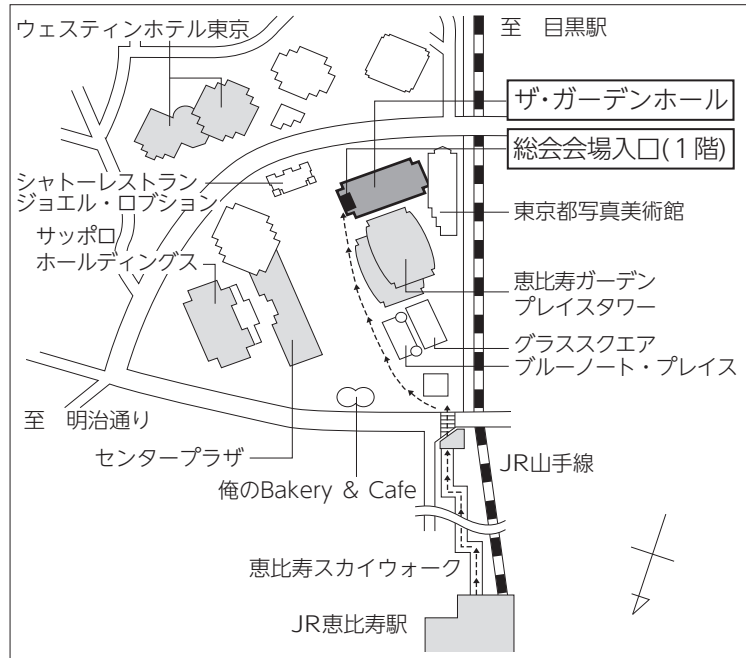 ウェスティンホテル東京
至　目黒駅
ザ・ガーデンホール
総会会場入口(1階)
シャトーレストラン
ジョエル・ロブション
東京都写真美術館
サッポロ
ホールディングス
恵比寿ガーデン
プレイスタワー
グラススクエア
ブルーノート・プレイス
至　明治通り
センタープラザ
JR山手線
俺のBakery & Cafe
恵比寿スカイウォーク
JR恵比寿駅